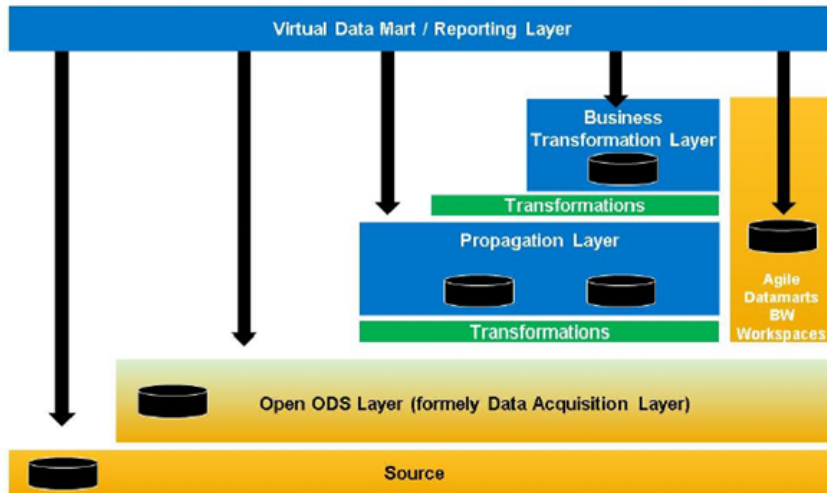 Virtual Data Mart / Reporting Layer
Business
Transformation Layer
Transformations
Propagation Layer
Transformations
Agile
Datamarts
BW
Workspaces
Open ODS Layer (formely Data Acquisition Layer)
Source